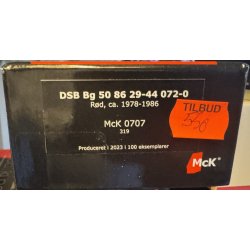 DSB Bg 50 86 29-44 072-0
Rød, ca. 1978-1986
McK 0707
319
Produceret i 2023 i 100 eksemplarer
TILBUD
550
McK